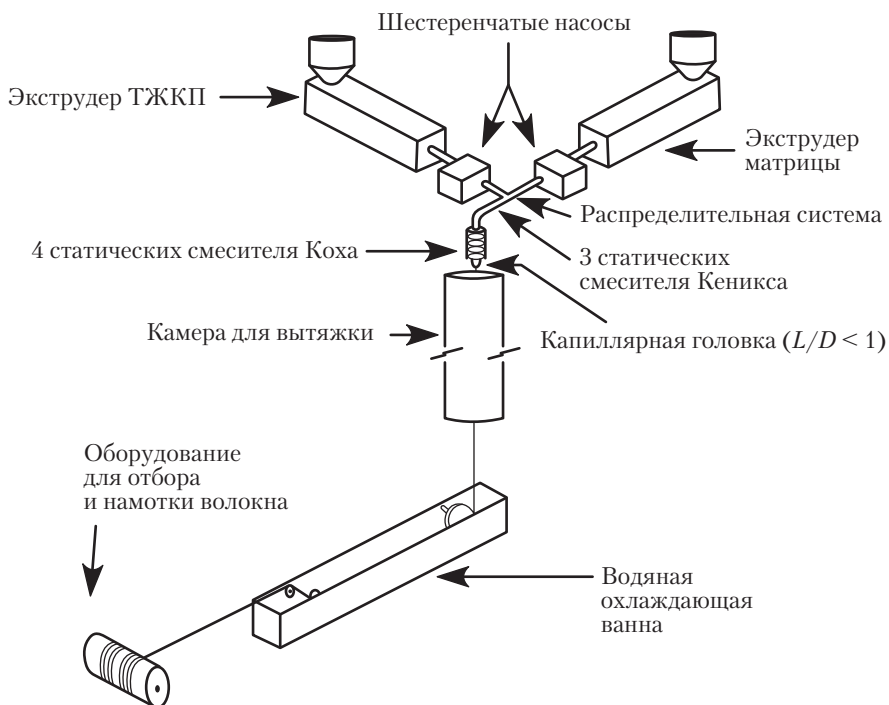 Шестеренчатые насосы
Экструдер ТЖКП
Экструдер
матрицы
Распределительная система
4 статических смесителя Коха
3 статических
смесителя Кеникса
Камера для вытяжки
Капиллярная головка (L/D < 1)
Оборудование
для отбора
и намотки волокна
Водяная
охлаждающая
ванна